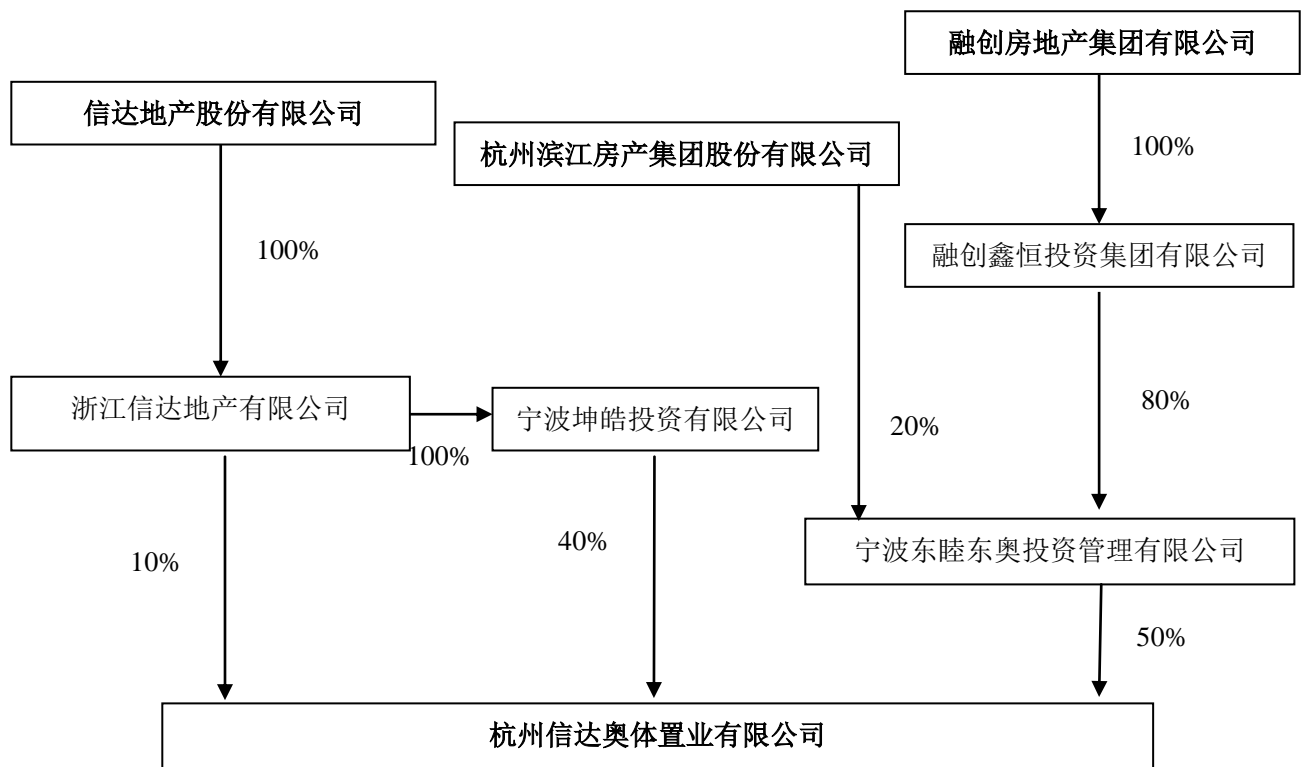 融创房地产集团有限公司
信达地产股份有限公司
杭州滨江房产集团股份有限公司
100%
100%
融创鑫恒投资集团有限公司
浙江信达地产有限公司
宁波坤皓投资有限公司
80%
20%
100%
宁波东睦东奥投资管理有限公司
10%
40%
50%
杭州信达奥体置业有限公司